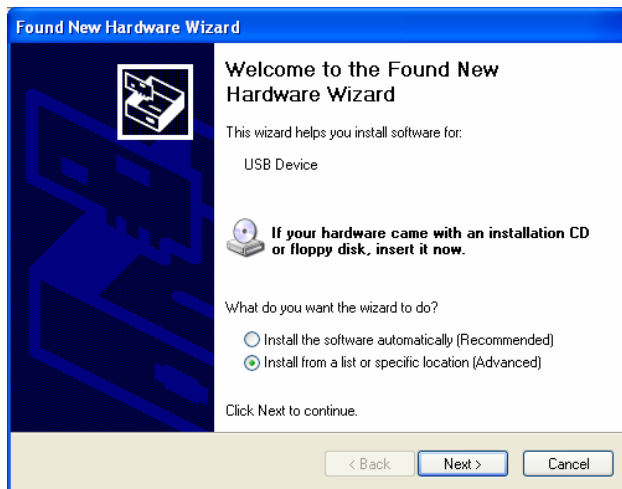 Found New Hardware Wizard
Welcome to the Found New
Hardware Wizard
This wizard helps you install software for:
USB Device
If your hardware came with an installation CD
or floppy disk, insert it now.
What do you want the wizard to do?
Install the software automatically (Recommended)
Install from a list or specific location (Advanced)
Click Next to continue.
< Back Next > Cancel